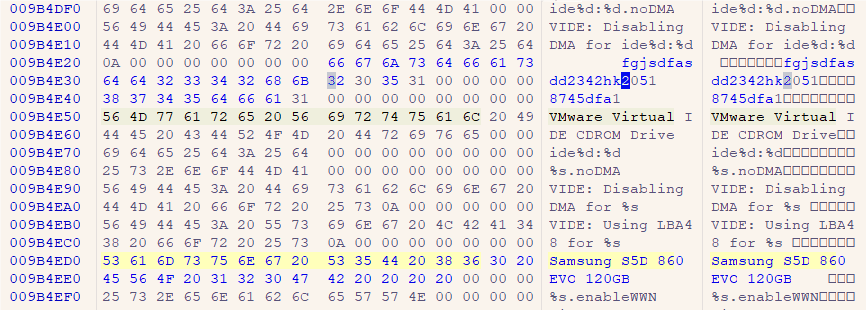 009B4DF0 69 64 65 25 64 3A 25 64 2E 6E 6F 44 4D 41 00 00 ide%d:%d.noDMA ide%d:%d.noDMA□□
009B4E00 56 49 44 45 3A 20 44 69 73 61 62 6C 69 6E 67 20 VIDE: Disabling VIDE: Disabling
009B4E10 44 4D 41 20 66 6F 72 20 69 64 65 25 64 3A 25 64 DMA for ide%d:%d DMA for ide%d:%d
009B4E20 0A 00 00 00 00 00 00 00 66 67 6A 73 64 66 61 73 fgjsdfas □□□□□□□□fgjsdfas
009B4E30 64 64 32 33 34 32 68 6B 32 30 35 31 00 00 00 00 dd2342hk2051 dd2342hk2051□□□□
009B4E40 38 37 34 35 64 66 61 31 00 00 00 00 00 00 00 00 8745dfa1 8745dfa1□□□□□□□□
009B4E50 56 4D 77 61 72 65 20 56 69 72 74 75 61 6C 20 49 VMware Virtual I VMware Virtual I
009B4E60 44 45 20 43 44 52 4F 4D 20 44 72 69 76 65 00 00 DE CDROM Drive DE CDROM Drive□□
009B4E70 69 64 65 25 64 3A 25 64 00 00 00 00 00 00 00 00 ide%d:%d ide%d:%d□□□□□□□□
009B4E80 25 73 2E 6E 6F 44 4D 41 00 00 00 00 00 00 00 00 %s.noDMA %s.noDMA□□□□□□□□
009B4E90 56 49 44 45 3A 20 44 69 73 61 62 6C 69 6E 67 20 VIDE: Disabling VIDE: Disabling
009B4EA0 44 4D 41 20 66 6F 72 20 25 73 0A 00 00 00 00 00 DMA for %s DMA for %s□□□□□□
009B4EB0 56 49 44 45 3A 20 55 73 69 6E 67 20 4C 42 41 34 VIDE: Using LBA4 VIDE: Using LBA4
009B4EC0 38 20 66 6F 72 20 25 73 0A 00 00 00 00 00 00 00 8 for %s 8 for %s□□□□□□□□
009B4ED0 53 61 6D 73 75 6E 67 20 53 35 44 20 38 36 30 20 Samsung S5D 860 Samsung S5D 860
009B4EE0 45 56 4F 20 31 32 30 47 42 20 20 20 20 00 00 00 EVC 120GB EVC 120GB □□□
009B4EF0 25 73 2E 65 6E 61 62 6C 65 57 57 4E 00 00 00 00 %s.enableWWN %s.enableWWN□□□□